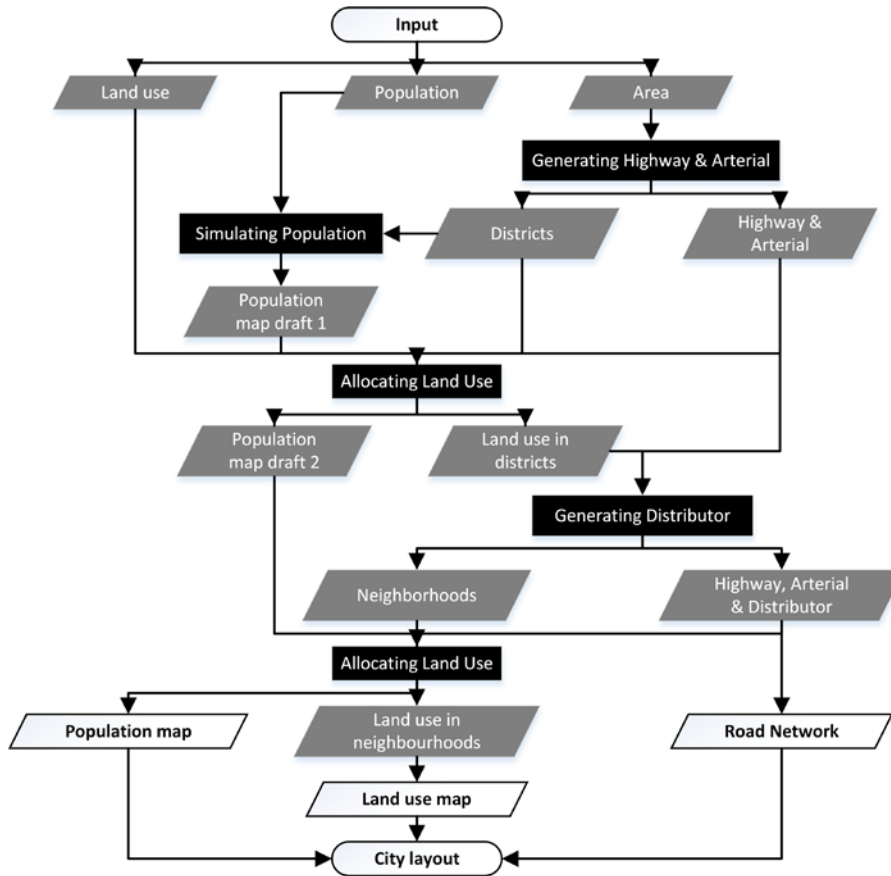 Input
Land use
Population
Area
Generating Highway & Arterial
Simulating Population
Districts
Highway &
Arterial
Population
map draft 1
Allocating Land Use
Population
map draft 2
Land use in
districts
Generating Distributor
Neighborhoods
Highway, Arterial
& Distributor
Allocating Land Use
Population map
Land use in
neighbourhoods
Road Network
Land use map
City layout